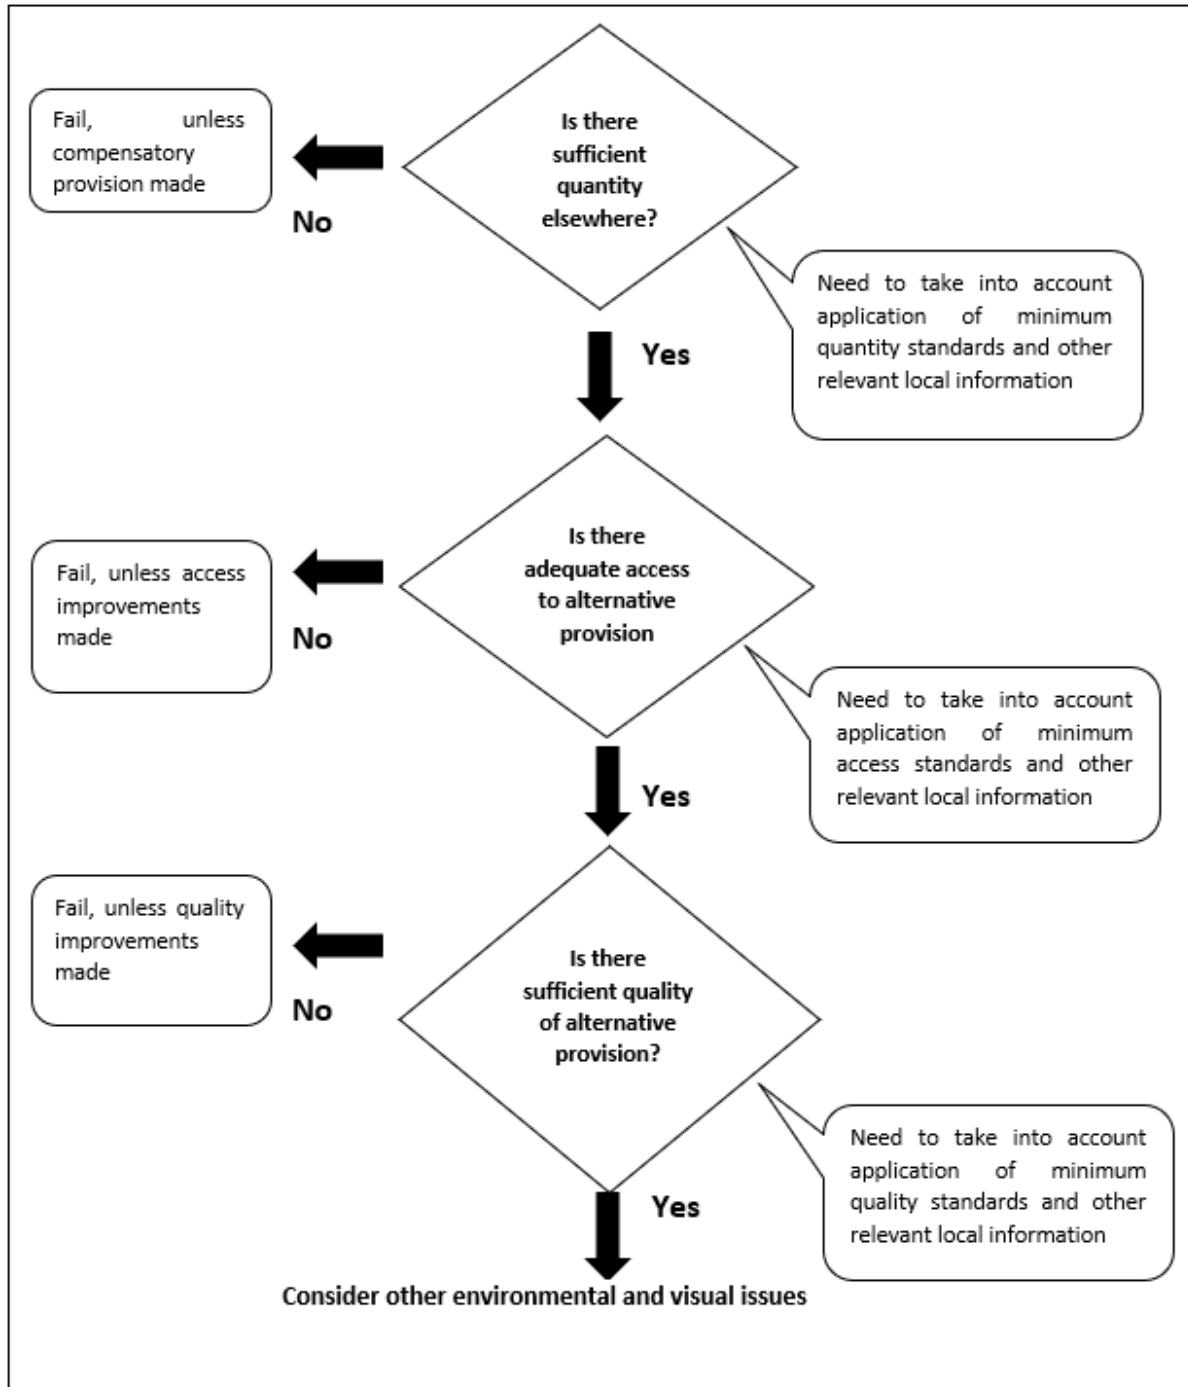 Is there
sufficient
quantity
elsewhere?
Fail, unless
compensatory
provision made
No
Need to take into account
application of minimum
quantity standards and other
relevant local information
Yes
Is there
adequate access
to alternative
provision
Fail, unless access
improvements
made
No
Need to take into account
application of minimum
access standards and other
relevant local information
Yes
Is there
sufficient quality
of alternative
provision?
Fail, unless quality
improvements
made
No
Need to take into account
application of minimum
quality standards and other
relevant local information
Yes
Consider other environmental and visual issues